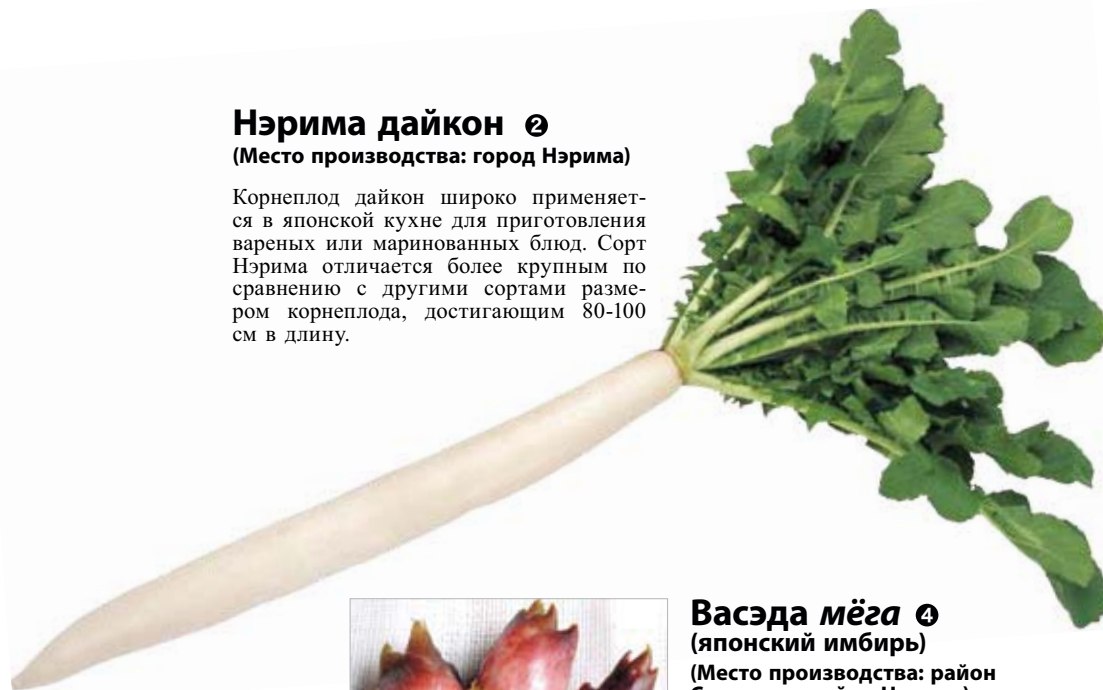 Нэрима дайкон ❷
(Место производства: город Нэрима)
Корнеплод дайкон широко применяет-
ся в японской кухне для приготовления
вареных или маринованных блюд. Сорт
Нэрима отличается более крупным по
сравнению с другими сортами разме-
ром корнеплода, достигающим 80-100
см в длину.
Васэда мёга ❹
(японский имбирь)
(Место производства: район